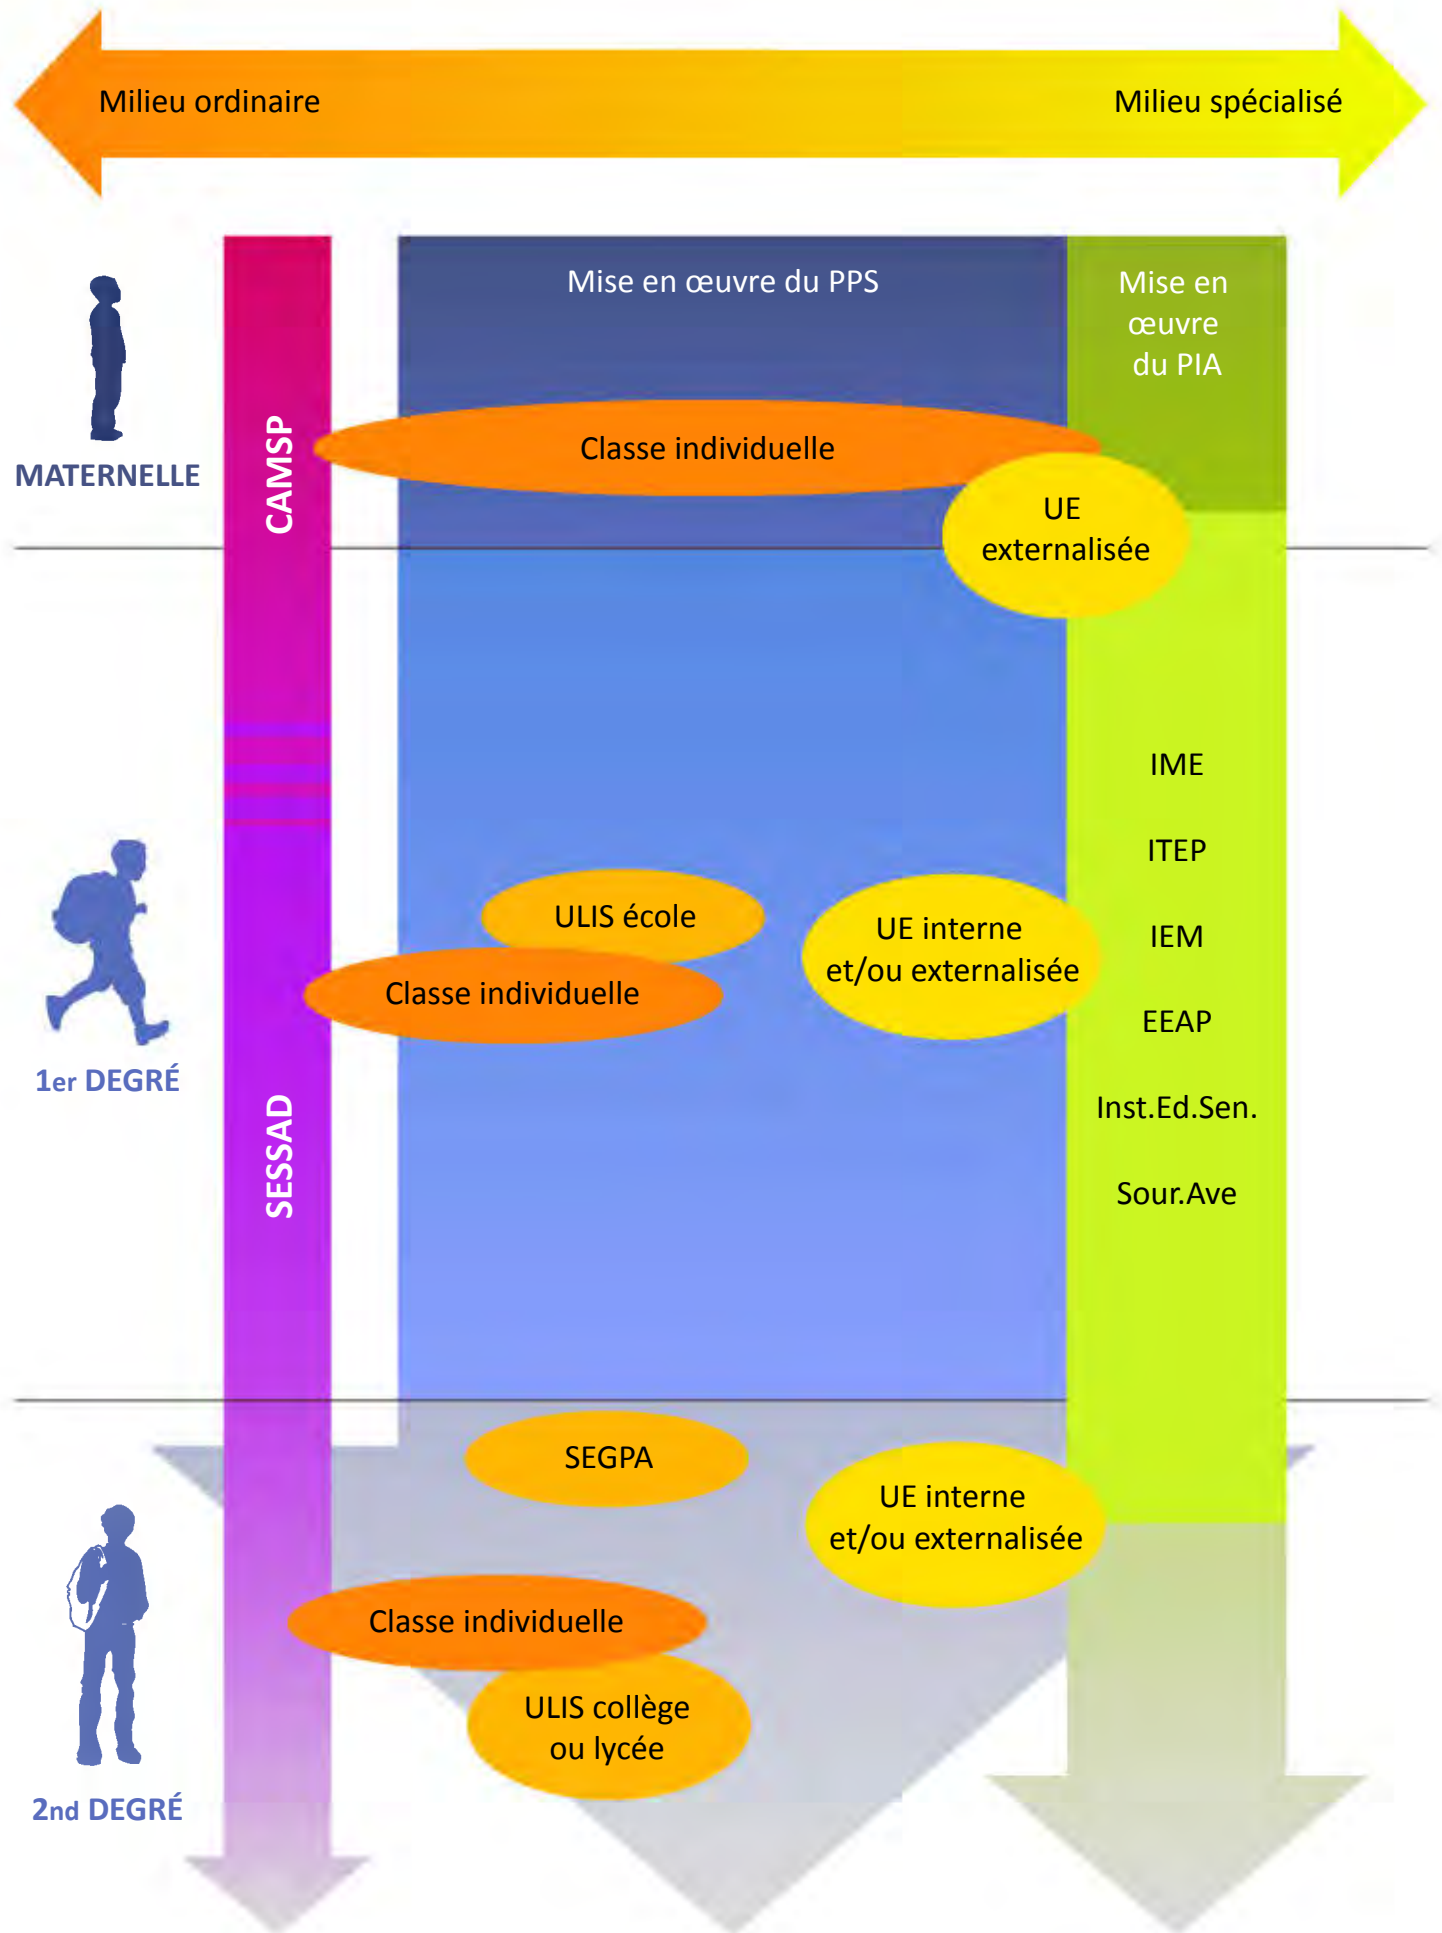 Milieu ordinaire
Milieu spécialisé
Mise en œuvre du PPS
Mise en
œuvre
du PIA
CAMSP
Classe individuelle
MATERNELLE
UE
externalisée
IME
ITEP
ULIS école
UE interne
et/ou externalisée
IEM
Classe individuelle
EEAP
1er DEGRÉ
Inst.Ed.Sen.
SESSAD
Sour.Ave
SEGPA
UE interne
et/ou externalisée
Classe individuelle
ULIS collège
ou lycée
2nd DEGRÉ